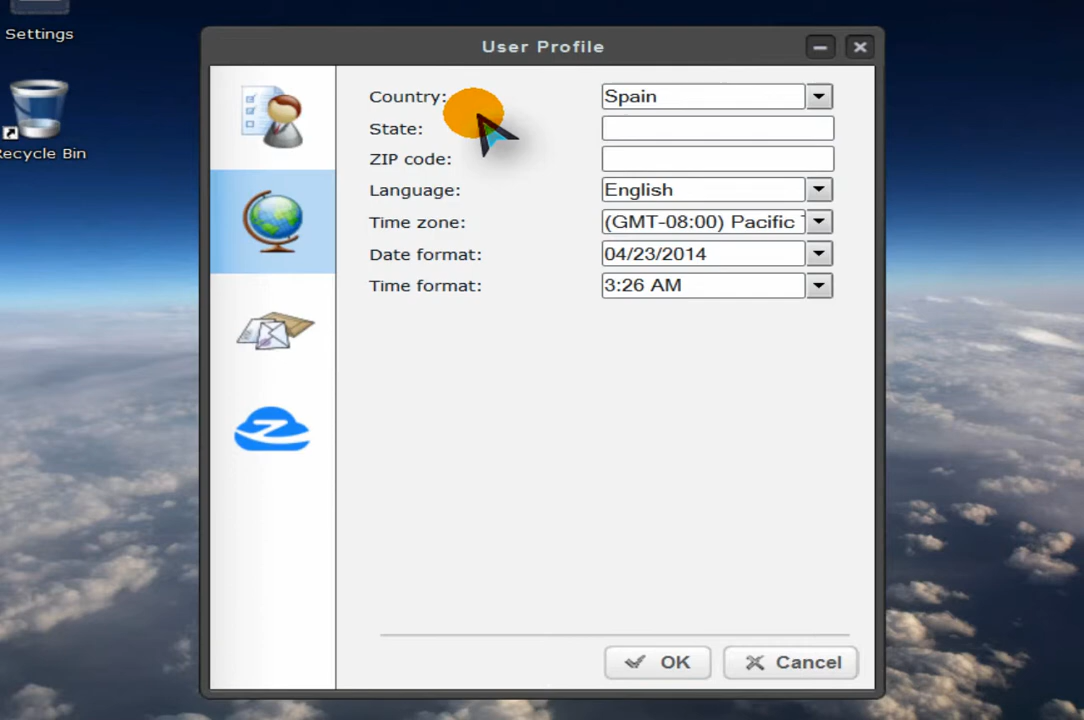 Settings
Recycle Bin
User Profile
Country: Spain
State:
ZIP code:
Language: English
Time zone: (GMT-08:00) Pacific
Date format: 04/23/2014
Time format: 3:26 AM
OK Cancel